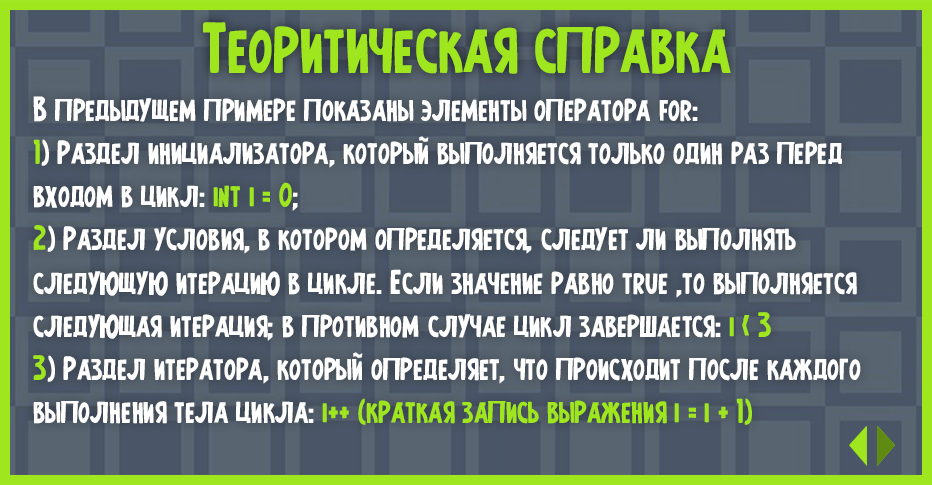 Теоритическая справка
В предыдущем примере показаны элементы оператора for:
1) Раздел инициализатора, который выполняется только один раз перед
входом в цикл: int i = 0;
2) Раздел условия, в котором определяется, следует ли выполнять
следующую итерацию в цикле. Если значение равно true ,то выполняется
следующая итерация; в противном случае цикл завершается: i < 3
3) Раздел итератора, который определяет, что происходит после каждого
выполнения тела цикла: i++ (краткая запись выражения i = i + 1)